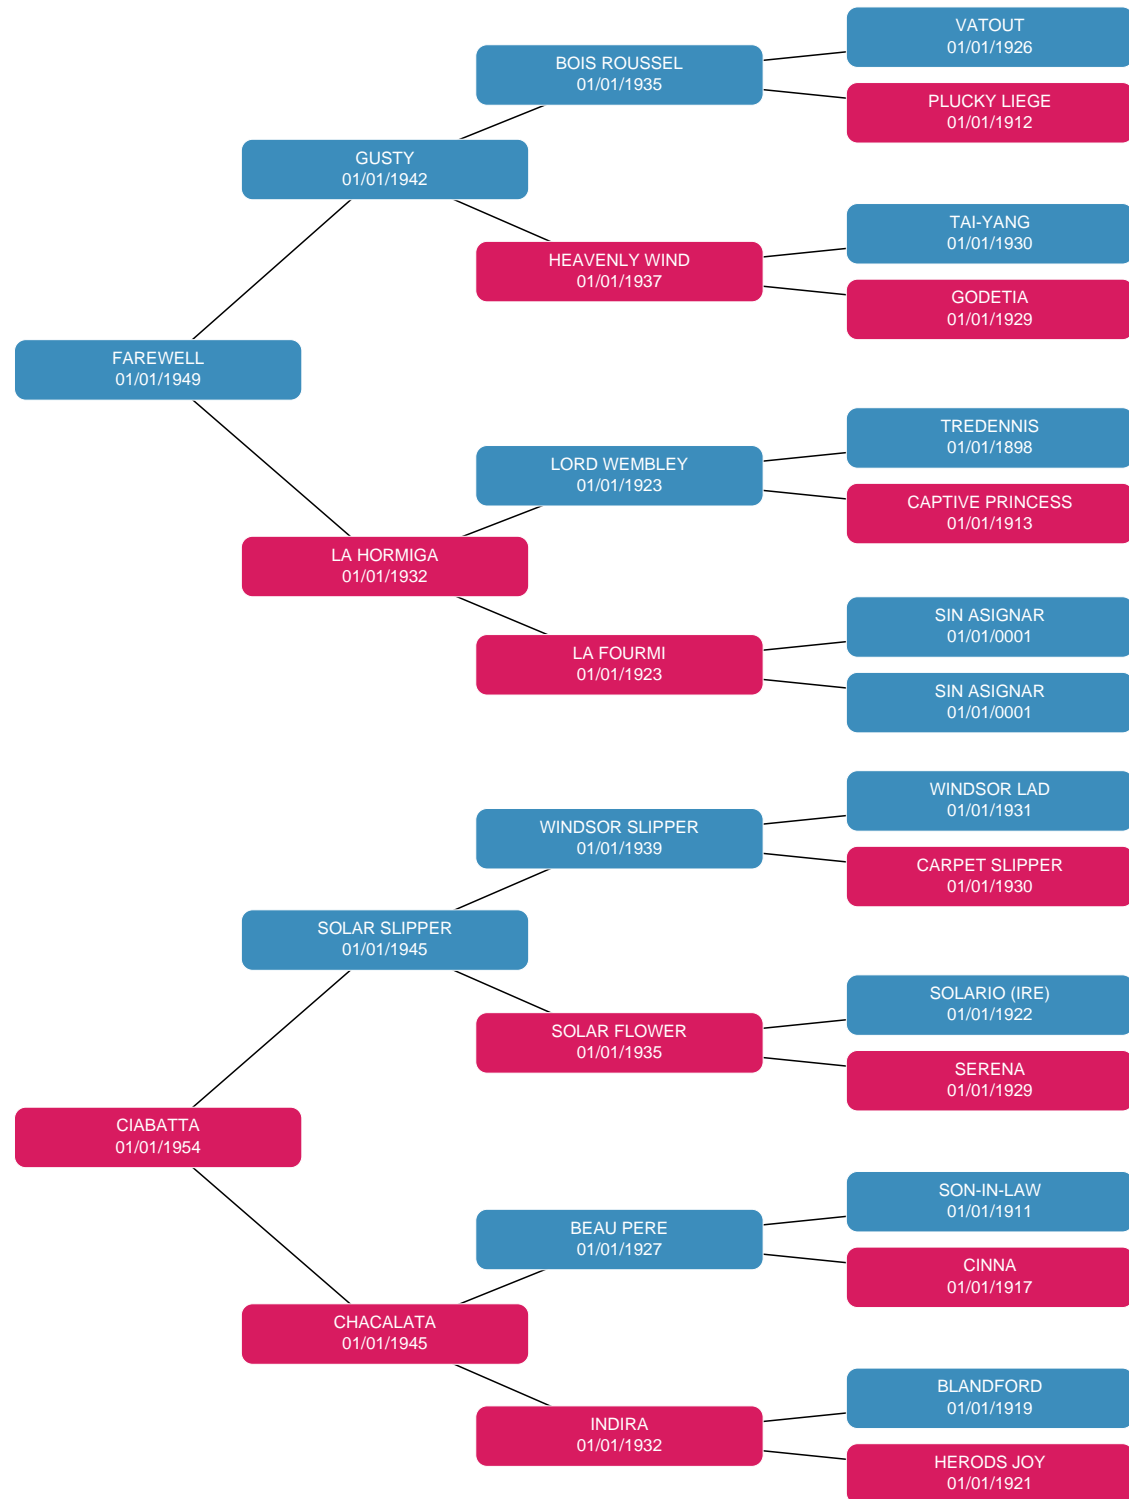 VATOUT
01/01/1926
BOIS ROUSSEL
01/01/1935
PLUCKY LIEGE
01/01/1912
GUSTY
01/01/1942
TAI-YANG
01/01/1930
HEAVENLY WIND
01/01/1937
GODETIA
01/01/1929
FAREWELL
01/01/1949
TREDENNIS
01/01/1898
LORD WEMBLEY
01/01/1923
CAPTIVE PRINCESS
01/01/1913
LA HORMIGA
01/01/1932
SIN ASIGNAR
01/01/0001
LA FOURMI
01/01/1923
SIN ASIGNAR
01/01/0001
WINDSOR LAD
01/01/1931
WINDSOR SLIPPER
01/01/1939
CARPET SLIPPER
01/01/1930
SOLAR SLIPPER
01/01/1945
SOLARIO (IRE)
01/01/1922
SOLAR FLOWER
01/01/1935
SERENA
01/01/1929
CIABATTA
01/01/1954
SON-IN-LAW
01/01/1911
BEAU PERE
01/01/1927
CINNA
01/01/1917
CHACALATA
01/01/1945
BLANDFORD
01/01/1919
INDIRA
01/01/1932
HERODS JOY
01/01/1921